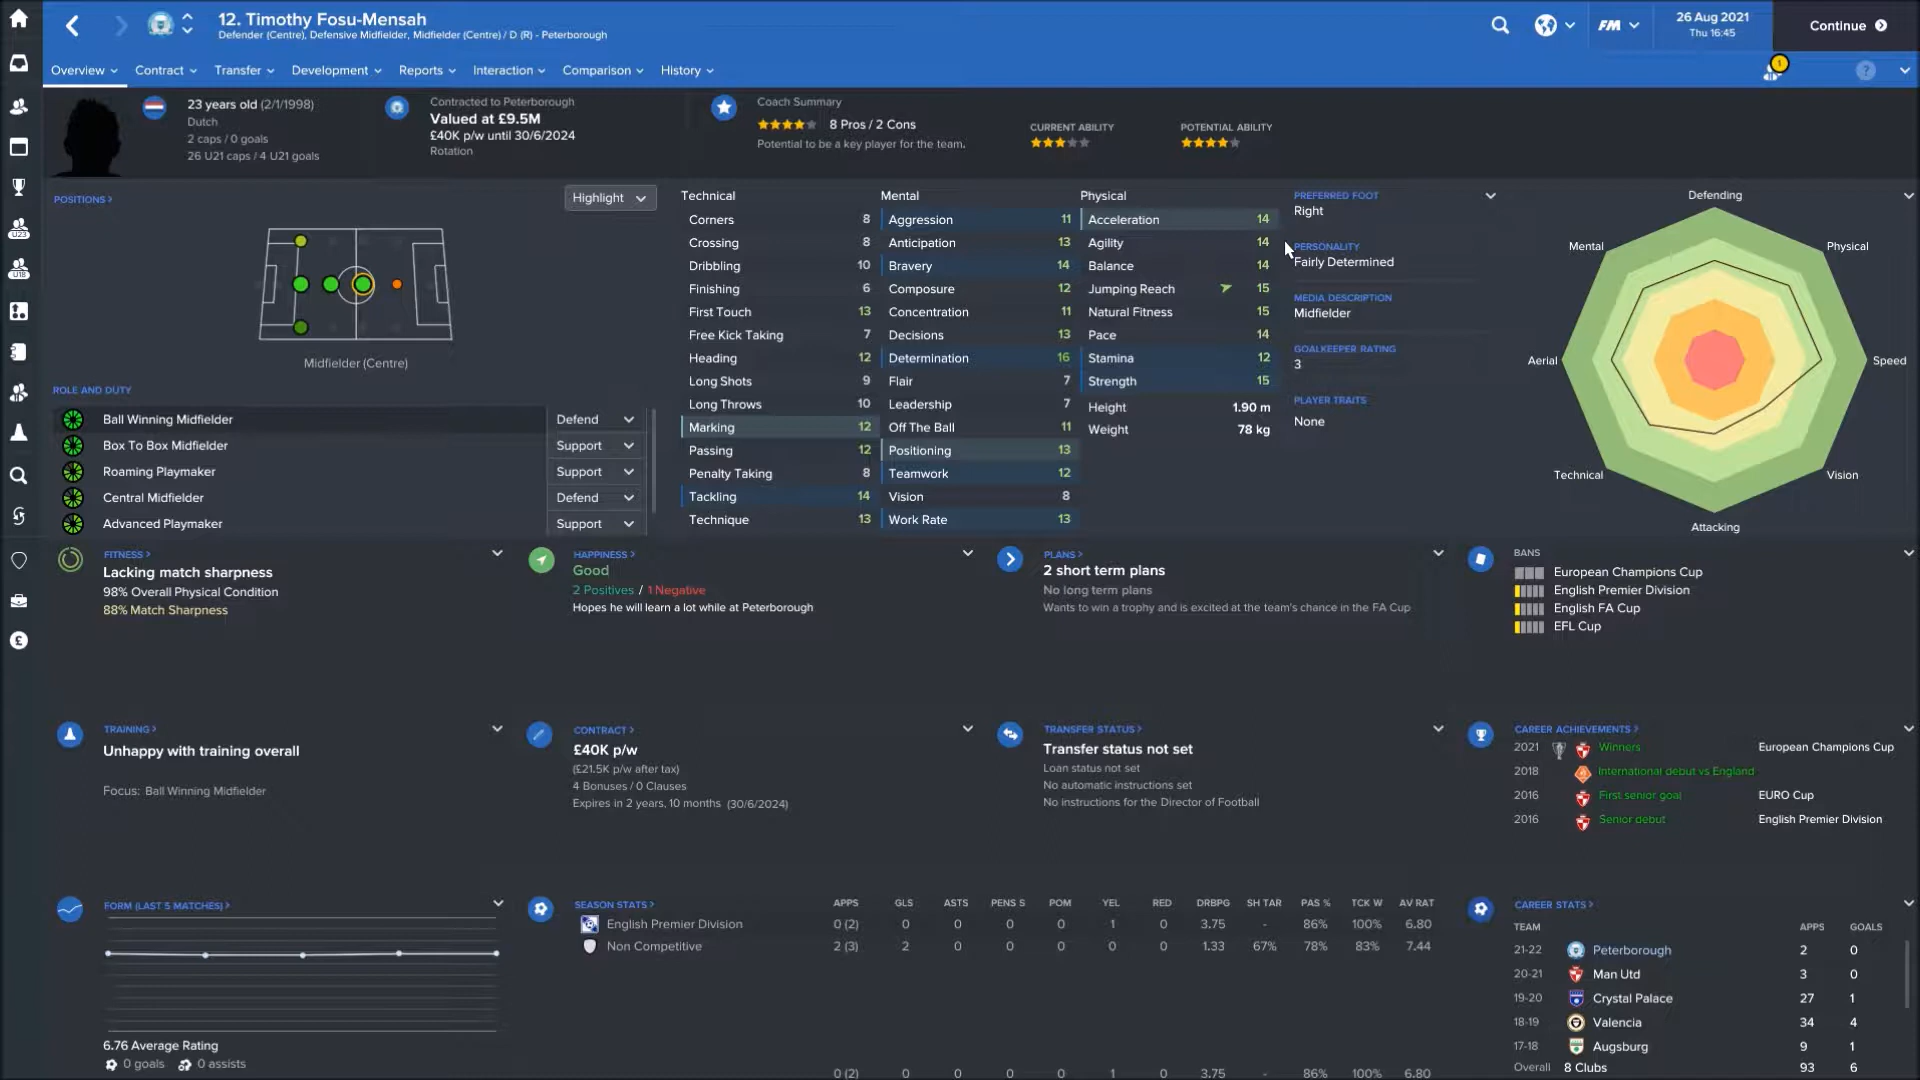 12. Timothy Fosu-Mensah
Defender (Centre), Defensive Midfielder, Midfielder (Centre) / D (R) - Peterborough
FM
26 Aug 2021
Thu 16:45
Continue
Overview
Contract
Transfer
Development
Reports
Interaction
Comparison
History
1
?
U23
U18
23 years old (2/1/1998)
Dutch
2 caps / 0 goals
26 U21 caps / 4 U21 goals
Contracted to Peterborough
Valued at £9.5M
£40K p/w until 30/6/2024
Rotation
Coach Summary
8 Pros / 2 Cons
Potential to be a key player for the team.
CURRENT ABILITY
POTENTIAL ABILITY
POSITIONS >
Highlight
Midfielder (Centre)
ROLE AND DUTY
Ball Winning Midfielder Defend
Box To Box Midfielder Support
Roaming Playmaker Support
Central Midfielder Defend
Advanced Playmaker Support
Technical
Corners 8
Crossing 8
Dribbling 10
Finishing 6
First Touch 13
Free Kick Taking 7
Heading 12
Long Shots 9
Long Throws 10
Marking 12
Passing 12
Penalty Taking 8
Tackling 14
Technique 13
Mental
Aggression 11
Anticipation 13
Bravery 14
Composure 12
Concentration 11
Decisions 13
Determination 16
Flair 7
Leadership 7
Off The Ball 11
Positioning 13
Teamwork 12
Vision 8
Work Rate 13
Physical
Acceleration 14
Agility 14
Balance 14
Jumping Reach 15
Natural Fitness 15
Pace 14
Stamina 12
Strength 15
Height 1.90 m
Weight 78 kg
PREFERRED FOOT
Right
PERSONALITY
Fairly Determined
MEDIA DESCRIPTION
Midfielder
GOALKEEPER RATING
3
PLAYER TRAITS
None
Defending
Mental
Physical
Aerial
Speed
Technical
Vision
Attacking
FITNESS >
Lacking match sharpness
98% Overall Physical Condition
88% Match Sharpness
HAPPINESS >
Good
2 Positives / 1 Negative
Hopes he will learn a lot while at Peterborough
PLANS >
2 short term plans
No long term plans
Wants to win a trophy and is excited at the team's chance in the FA Cup
BANS
European Champions Cup
English Premier Division
English FA Cup
EFL Cup
TRAINING >
Unhappy with training overall
Focus: Ball Winning Midfielder
CONTRACT >
£40K p/w
(£21.5K p/w after tax)
4 Bonuses / 0 Clauses
Expires in 2 years, 10 months (30/6/2024)
TRANSFER STATUS >
Transfer status not set
Loan status not set
No automatic instructions set
No instructions for the Director of Football
CAREER ACHIEVEMENTS >
2021 Winners European Champions Cup
2018 International debut vs England
2016 First senior goal EURO Cup
2016 Senior debut English Premier Division
FORM (LAST 5 MATCHES) >
6.76 Average Rating
0 goals 0 assists
SEASON STATS > APPS GLS ASTS PENS S POM YEL RED DRBPG SH TAR PAS % TCK W AV RAT
English Premier Division 0 (2) 0 0 0 0 1 0 3.75 - 86% 100% 6.80
Non Competitive 2 (3) 2 0 0 0 0 0 1.33 67% 78% 83% 7.44
0 (2) 0 0 0 0 1 0 3.75 - 86% 100% 6.80
CAREER STATS >
TEAM APPS GOALS
21-22 Peterborough 2 0
20-21 Man Utd 3 0
19-20 Crystal Palace 27 1
18-19 Valencia 34 4
17-18 Augsburg 9 1
Overall 8 Clubs 93 6